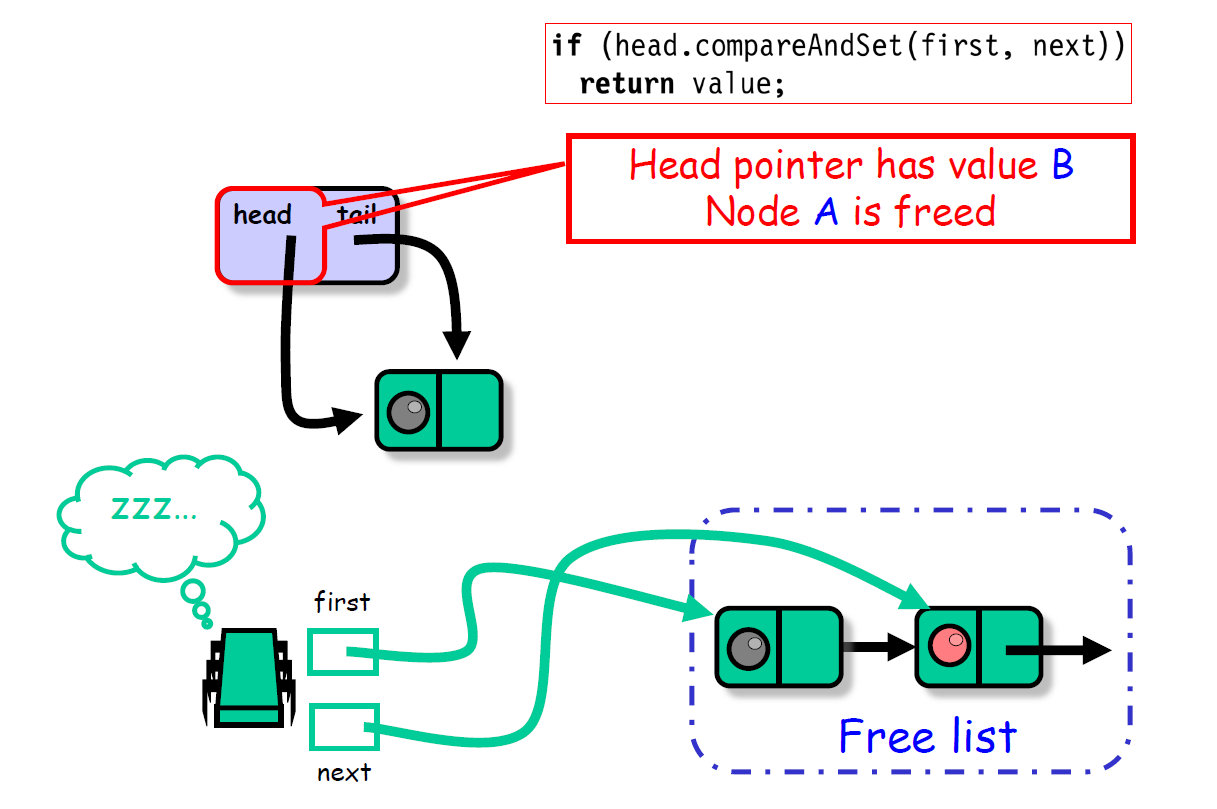 if (head.compareAndSet(first, next))
return value;
Head pointer has value B
Node A is freed
head tail
zzz...
first
next
Free list